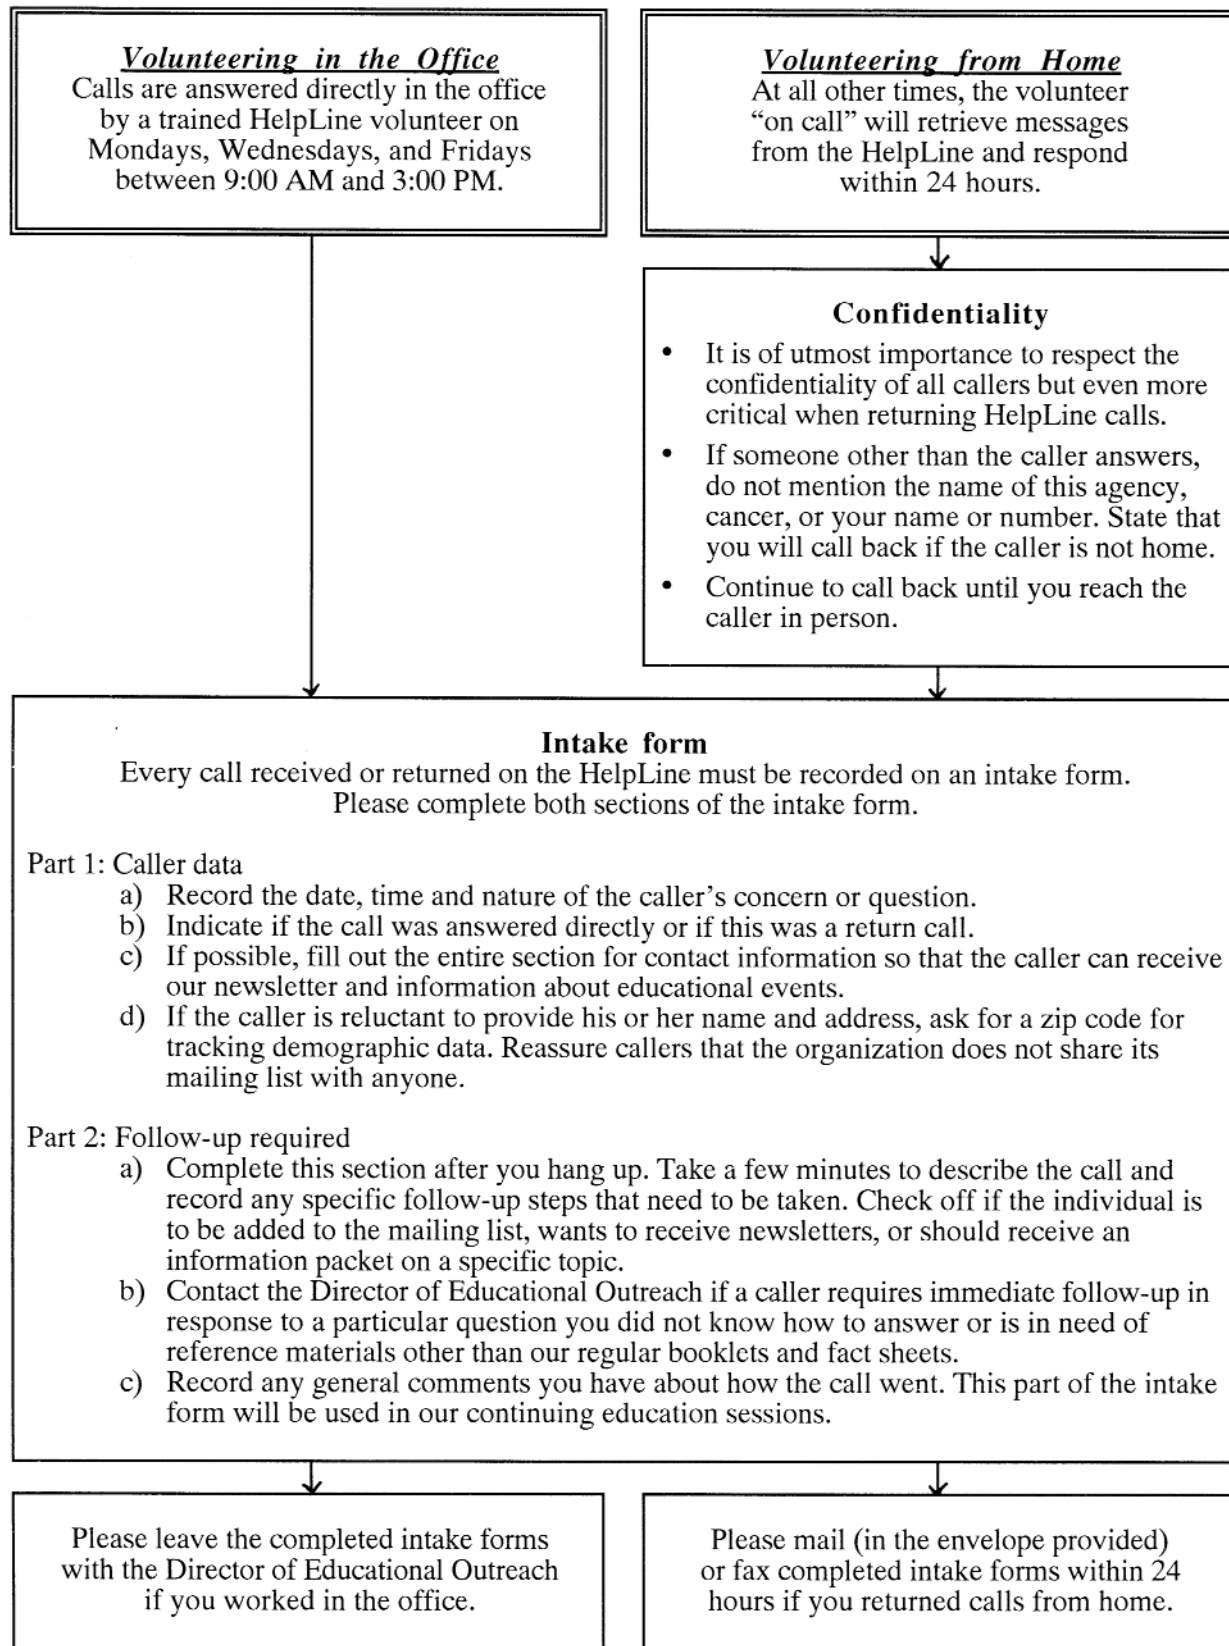 Volunteering in the Office
Calls are answered directly in the office
by a trained HelpLine volunteer on
Mondays, Wednesdays, and Fridays
between 9:00 AM and 3:00 PM.
Volunteering from Home
At all other times, the volunteer
“on call” will retrieve messages
from the HelpLine and respond
within 24 hours.
Confidentiality
• It is of utmost importance to respect the
confidentiality of all callers but even more
critical when returning HelpLine calls.
• If someone other than the caller answers,
do not mention the name of this agency,
cancer, or your name or number. State that
you will call back if the caller is not home.
• Continue to call back until you reach the
caller in person.
Intake form
Every call received or returned on the HelpLine must be recorded on an intake form.
Please complete both sections of the intake form.
Part 1: Caller data
a) Record the date, time and nature of the caller’s concern or question.
b) Indicate if the call was answered directly or if this was a return call.
c) If possible, fill out the entire section for contact information so that the caller can receive
our newsletter and information about educational events.
d) If the caller is reluctant to provide his or her name and address, ask for a zip code for
tracking demographic data. Reassure callers that the organization does not share its
mailing list with anyone.
Part 2: Follow-up required
a) Complete this section after you hang up. Take a few minutes to describe the call and
record any specific follow-up steps that need to be taken. Check off if the individual is
to be added to the mailing list, wants to receive newsletters, or should receive an
information packet on a specific topic.
b) Contact the Director of Educational Outreach if a caller requires immediate follow-up in
response to a particular question you did not know how to answer or is in need of
reference materials other than our regular booklets and fact sheets.
c) Record any general comments you have about how the call went. This part of the intake
form will be used in our continuing education sessions.
Please leave the completed intake forms
with the Director of Educational Outreach
if you worked in the office.
Please mail (in the envelope provided)
or fax completed intake forms within 24
hours if you returned calls from home.